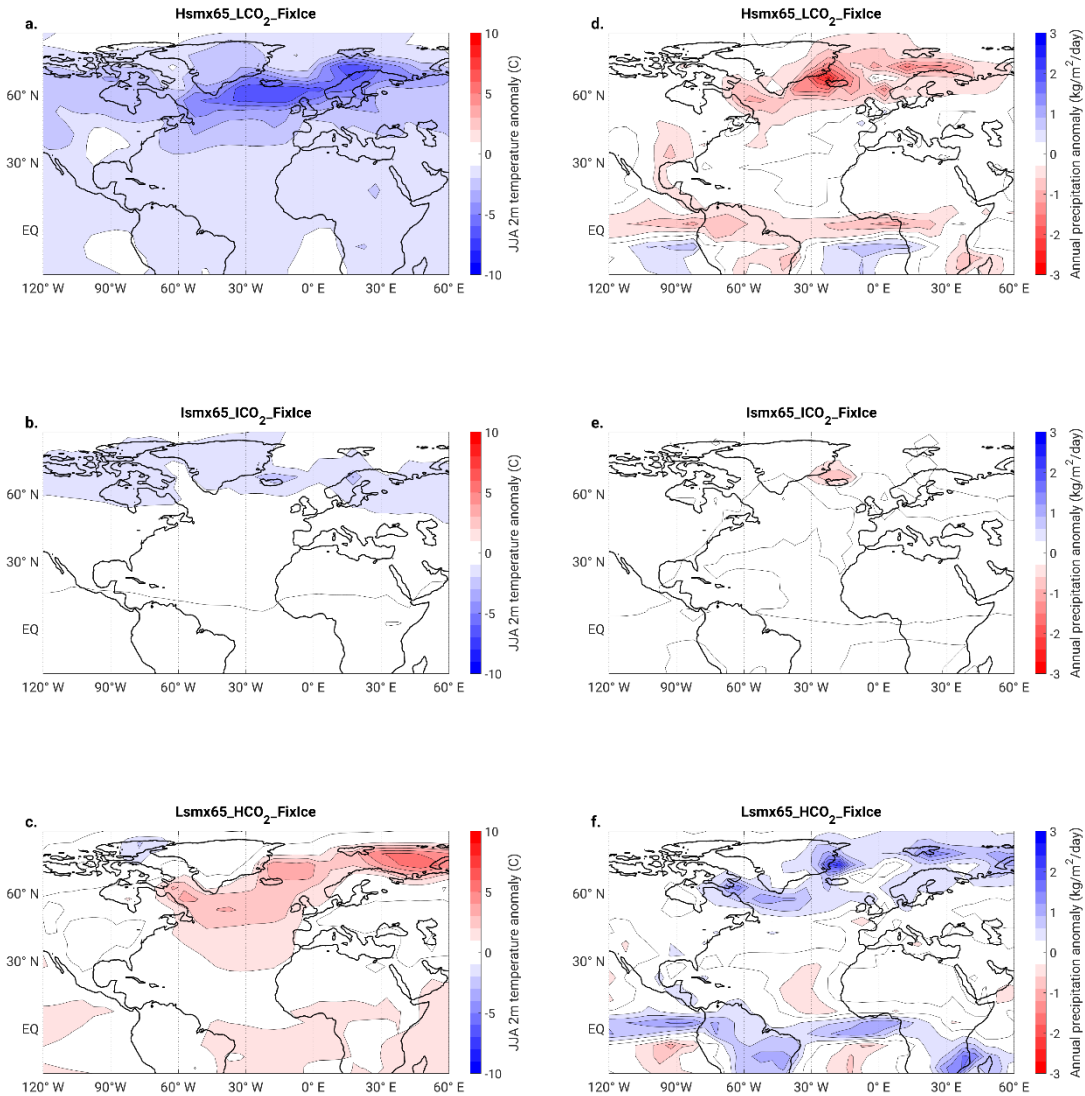 a.
Hsmx65_LCO2_FixIce
60° N
30° N
EQ
120° W 90° W 60° W 30° W 0° E 30° E 60° E
10
5
0
-5
-10
JJA 2m temperature anomaly (C)
d.
Hsmx65_LCO2_FixIce
60° N
30° N
EQ
120° W 90° W 60° W 30° W 0° E 30° E 60° E
3
2
1
0
-1
-2
-3
Annual precipitation anomaly (kg/m2/day)
b.
Ismx65_ICO2_FixIce
60° N
30° N
EQ
120° W 90° W 60° W 30° W 0° E 30° E 60° E
10
5
0
-5
-10
JJA 2m temperature anomaly (C)
e.
Ismx65_ICO2_FixIce
60° N
30° N
EQ
120° W 90° W 60° W 30° W 0° E 30° E 60° E
3
2
1
0
-1
-2
-3
Annual precipitation anomaly (kg/m2/day)
c.
Lsmx65_HCO2_FixIce
60° N
30° N
EQ
120° W 90° W 60° W 30° W 0° E 30° E 60° E
10
5
0
-5
-10
JJA 2m temperature anomaly (C)
f.
Lsmx65_HCO2_FixIce
60° N
30° N
EQ
120° W 90° W 60° W 30° W 0° E 30° E 60° E
3
2
1
0
-1
-2
-3
Annual precipitation anomaly (kg/m2/day)